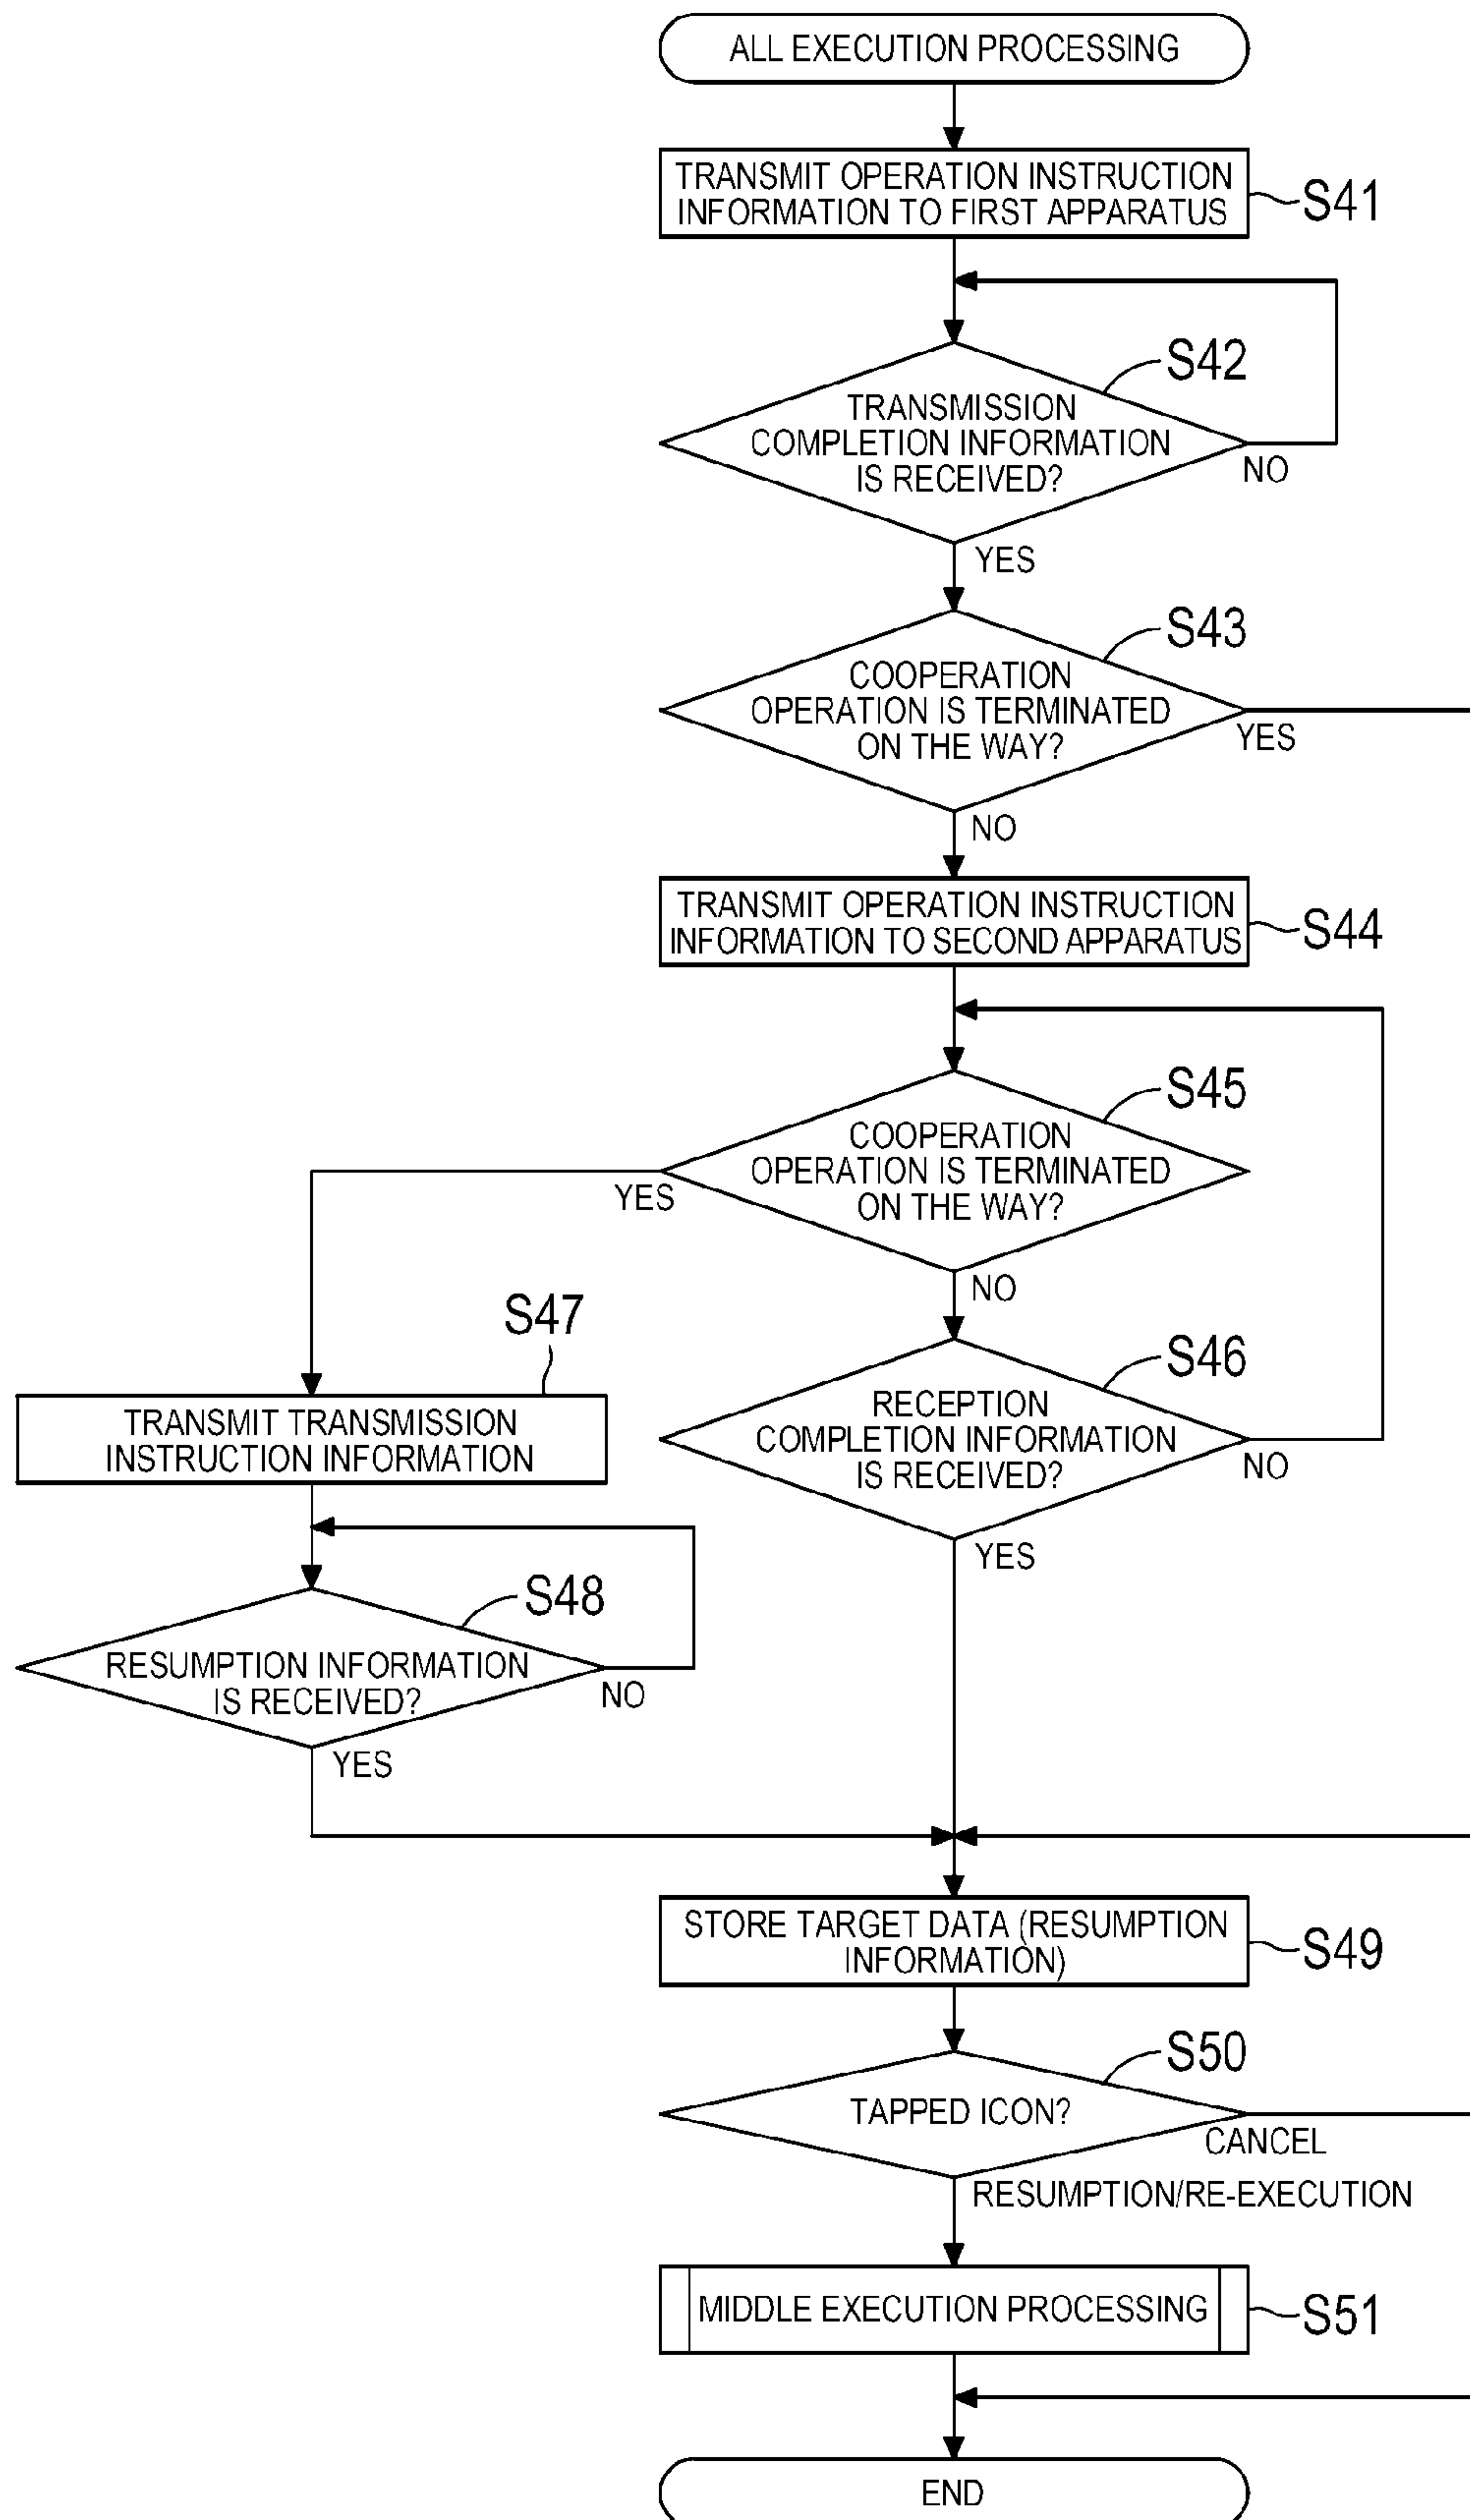 ALL EXECUTION PROCESSING
TRANSMIT OPERATION INSTRUCTION
INFORMATION TO FIRST APPARATUS
S41
S42
TRANSMISSION
COMPLETION INFORMATION
IS RECEIVED?
NO
YES
S43
COOPERATION
OPERATION IS TERMINATED
ON THE WAY?
YES
NO
TRANSMIT OPERATION INSTRUCTION
INFORMATION TO SECOND APPARATUS
S44
S45
COOPERATION
OPERATION IS TERMINATED
ON THE WAY?
YES
NO
S47
TRANSMIT TRANSMISSION
INSTRUCTION INFORMATION
S46
RECEPTION
COMPLETION INFORMATION
IS RECEIVED?
NO
YES
S48
RESUMPTION INFORMATION
IS RECEIVED?
NO
YES
STORE TARGET DATA (RESUMPTION
INFORMATION)
S49
S50
TAPPED ICON?
CANCEL
RESUMPTION/RE-EXECUTION
MIDDLE EXECUTION PROCESSING
S51
END